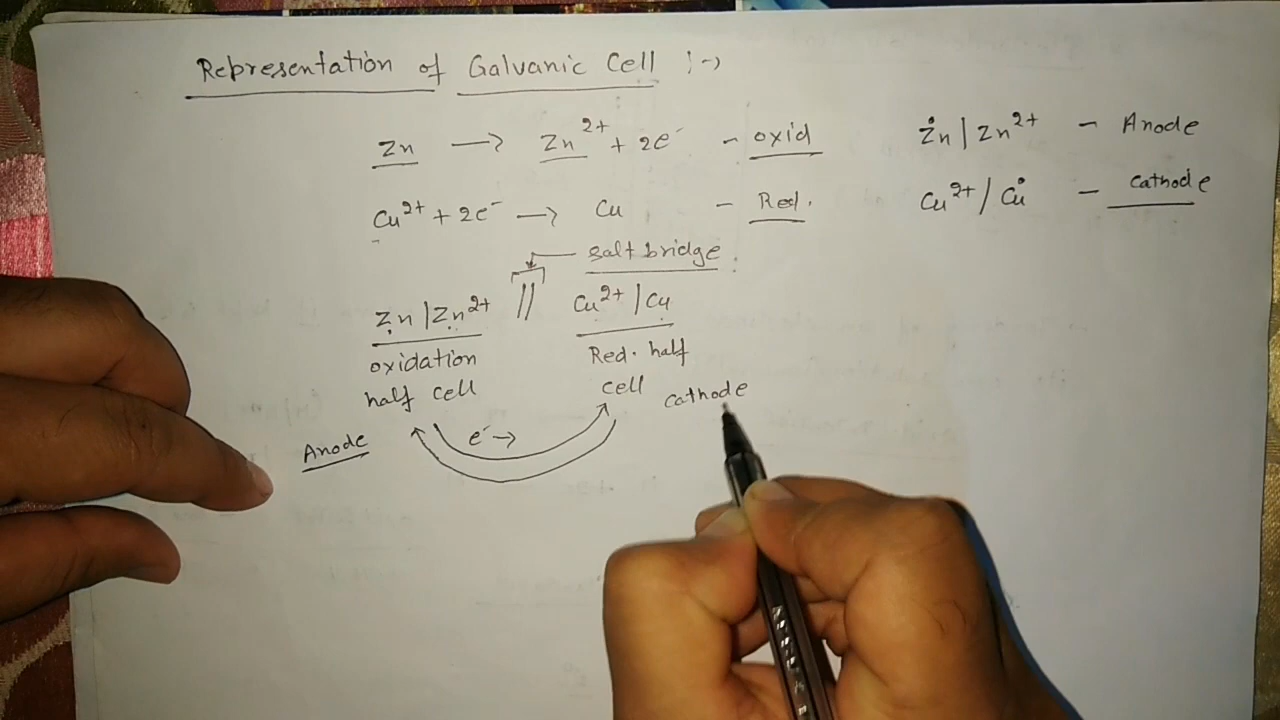 Representation of Galvanic Cell :->
Zn → Zn²⁺ + 2e⁻ - oxid Zn | Zn²⁺ - Anode
Cu²⁺ + 2e⁻ → Cu - Red. Cu²⁺ / Cu - Cathode
salt bridge
Zn | Zn²⁺ // Cu²⁺ | Cu
oxidation Red. half
half cell cell cathode
Anode e⁻ →